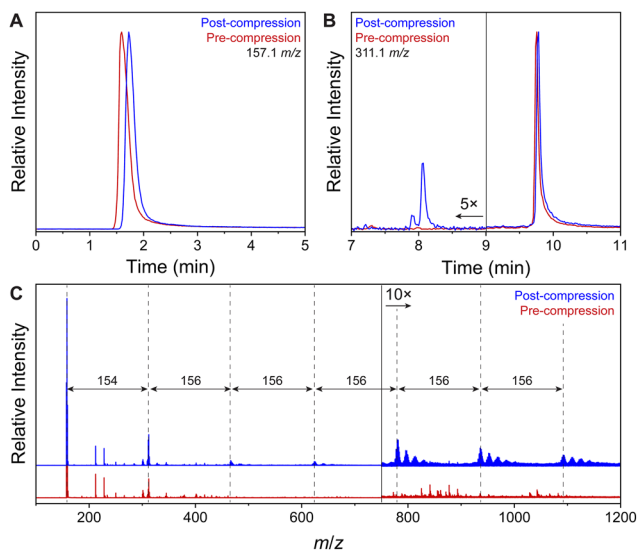 A
Post-compression
Pre-compression
157.1 m/z
Relative Intensity
0 1 2 3 4 5
Time (min)
B
Post-compression
Pre-compression
311.1 m/z
5×
Relative Intensity
7 8 9 10 11
Time (min)
C
10×
Post-compression
Pre-compression
154 156 156 156 156 156
Relative Intensity
200 400 600 800 1000 1200
m/z